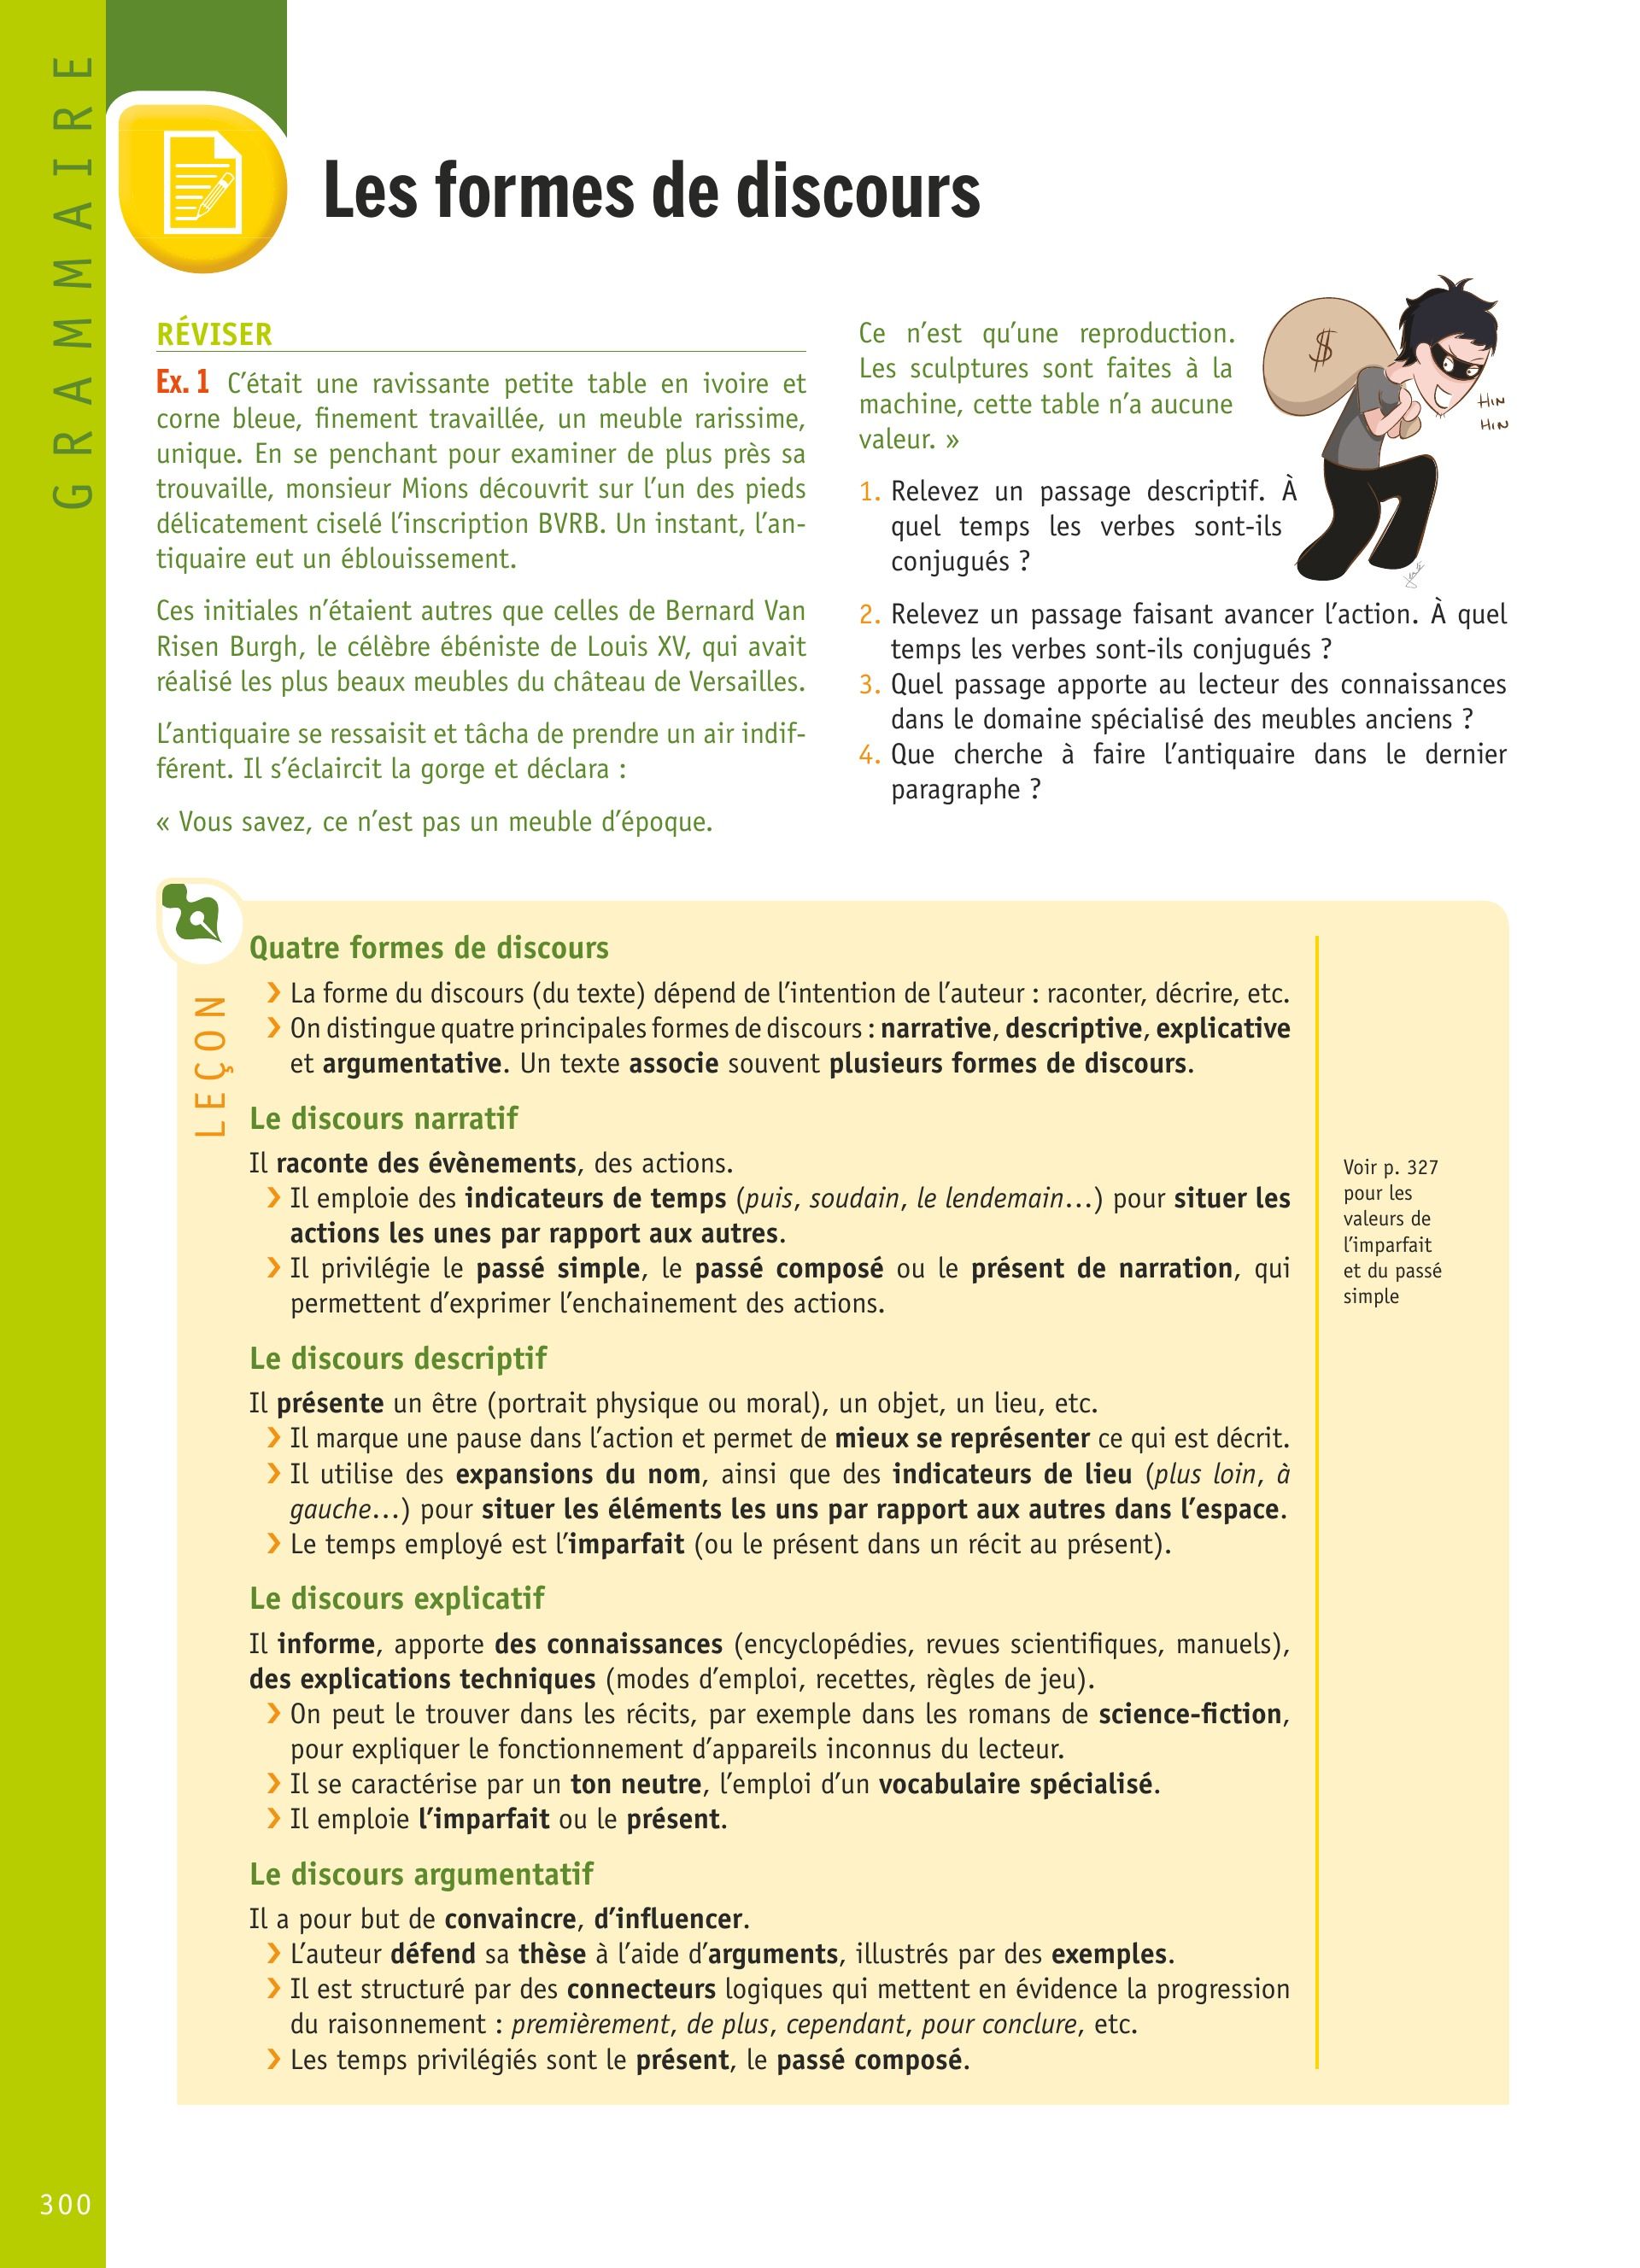 GRAMMAIRE
Les formes de discours
RÉVISER
Ex. 1 C’était une ravissante petite table en ivoire et
corne bleue, finement travaillée, un meuble rarissime,
unique. En se penchant pour examiner de plus près sa
trouvaille, monsieur Mions découvrit sur l’un des pieds
délicatement ciselé l’inscription BVRB. Un instant, l’an-
tiquaire eut un éblouissement.
Ces initiales n’étaient autres que celles de Bernard Van
Risen Burgh, le célèbre ébéniste de Louis XV, qui avait
réalisé les plus beaux meubles du château de Versailles.
L’antiquaire se ressaisit et tâcha de prendre un air indif-
férent. Il s’éclaircit la gorge et déclara :
« Vous savez, ce n’est pas un meuble d’époque.
Ce n’est qu’une reproduction.
Les sculptures sont faites à la
machine, cette table n’a aucune
valeur. »
$
HIN
HIN
1. Relevez un passage descriptif. À
quel temps les verbes sont-ils
conjugués ?
2. Relevez un passage faisant avancer l’action. À quel
temps les verbes sont-ils conjugués ?
3. Quel passage apporte au lecteur des connaissances
dans le domaine spécialisé des meubles anciens ?
4. Que cherche à faire l’antiquaire dans le dernier
paragraphe ?
LEÇON
Quatre formes de discours
❯ La forme du discours (du texte) dépend de l’intention de l’auteur : raconter, décrire, etc.
❯ On distingue quatre principales formes de discours : narrative, descriptive, explicative
et argumentative. Un texte associe souvent plusieurs formes de discours.
Le discours narratif
Il raconte des évènements, des actions.
❯ Il emploie des indicateurs de temps (puis, soudain, le lendemain…) pour situer les
actions les unes par rapport aux autres.
❯ Il privilégie le passé simple, le passé composé ou le présent de narration, qui
permettent d’exprimer l’enchainement des actions.
Voir p. 327
pour les
valeurs de
l’imparfait
et du passé
simple
Le discours descriptif
Il présente un être (portrait physique ou moral), un objet, un lieu, etc.
❯ Il marque une pause dans l’action et permet de mieux se représenter ce qui est décrit.
❯ Il utilise des expansions du nom, ainsi que des indicateurs de lieu (plus loin, à
gauche…) pour situer les éléments les uns par rapport aux autres dans l’espace.
❯ Le temps employé est l’imparfait (ou le présent dans un récit au présent).
Le discours explicatif
Il informe, apporte des connaissances (encyclopédies, revues scientifiques, manuels),
des explications techniques (modes d’emploi, recettes, règles de jeu).
❯ On peut le trouver dans les récits, par exemple dans les romans de science-fiction,
pour expliquer le fonctionnement d’appareils inconnus du lecteur.
❯ Il se caractérise par un ton neutre, l’emploi d’un vocabulaire spécialisé.
❯ Il emploie l’imparfait ou le présent.
Le discours argumentatif
Il a pour but de convaincre, d’influencer.
❯ L’auteur défend sa thèse à l’aide d’arguments, illustrés par des exemples.
❯ Il est structuré par des connecteurs logiques qui mettent en évidence la progression
du raisonnement : premièrement, de plus, cependant, pour conclure, etc.
❯ Les temps privilégiés sont le présent, le passé composé.
300